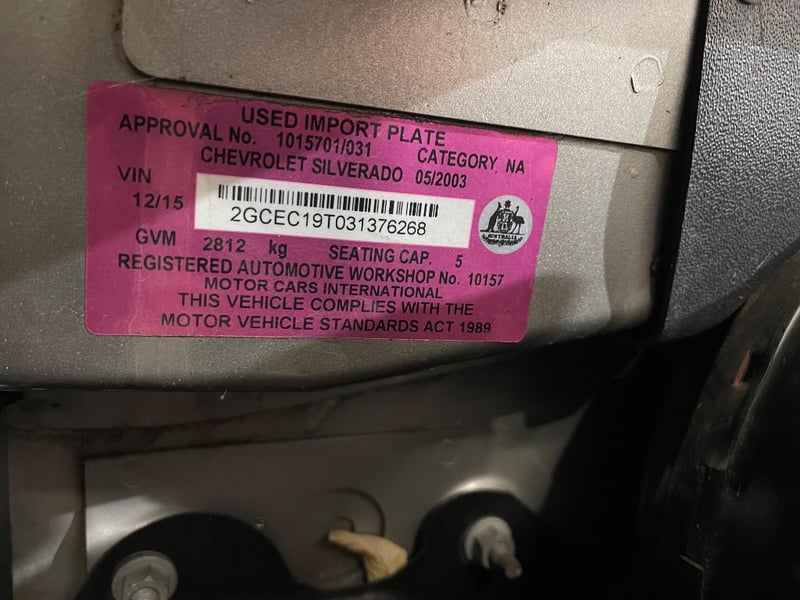 USED IMPORT PLATE
APPROVAL No. 1015701/031 CATEGORY NA
CHEVROLET SILVERADO 05/2003
VIN
12/15 2GCEC19T031376268
AUSTRALIA
GVM 2812 kg SEATING CAP. 5
REGISTERED AUTOMOTIVE WORKSHOP No. 10157
MOTOR CARS INTERNATIONAL
THIS VEHICLE COMPLIES WITH THE
MOTOR VEHICLE STANDARDS ACT 1989